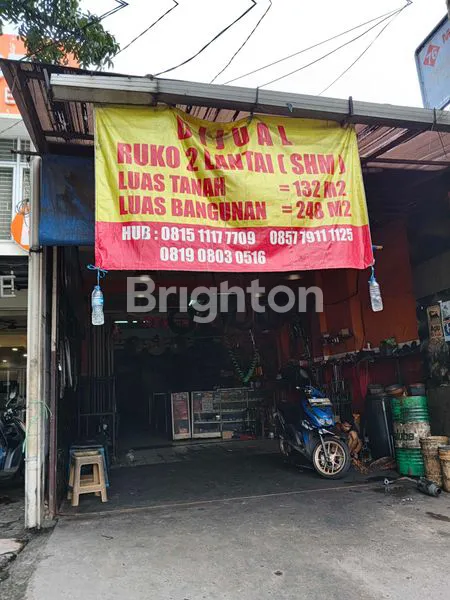 DIJUAL
RUKO 2 LANTAI ( SHM )
LUAS TANAH = 132 M2
LUAS BANGUNAN = 248 M2
HUB : 0815 1117 7709 0857 7911 1125
0819 0803 0516
Brighton